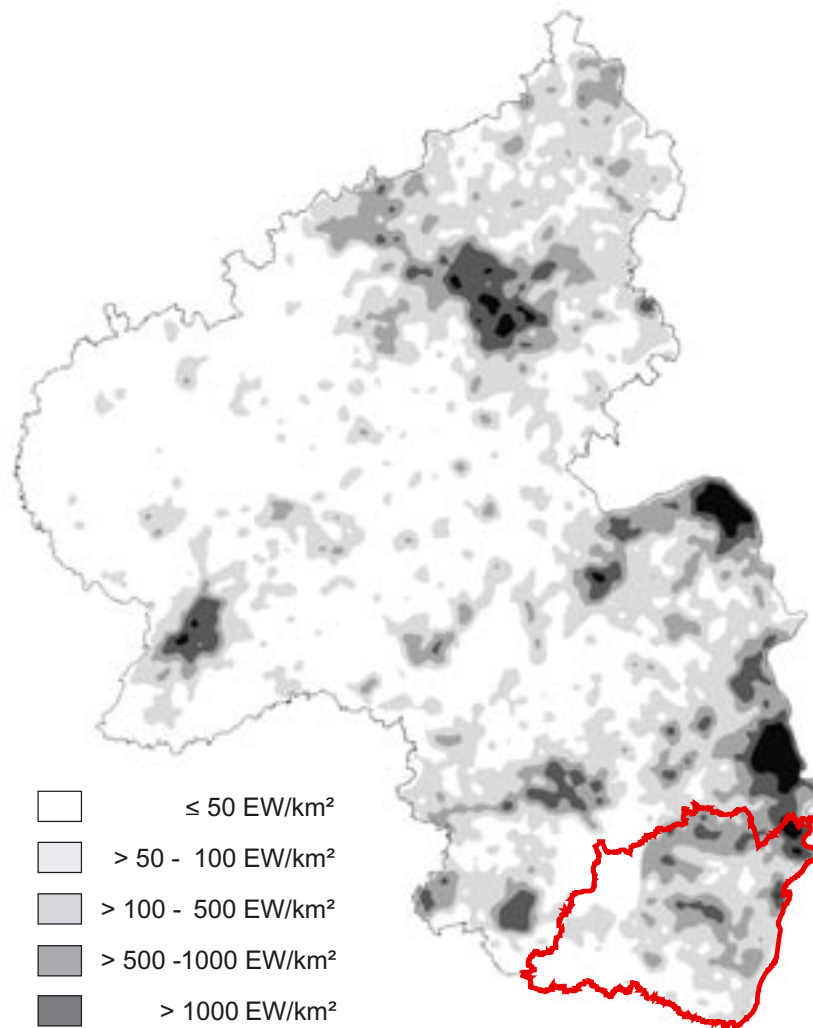 ≤ 50 EW/km²
> 50 - 100 EW/km²
> 100 - 500 EW/km²
> 500 -1000 EW/km²
> 1000 EW/km²